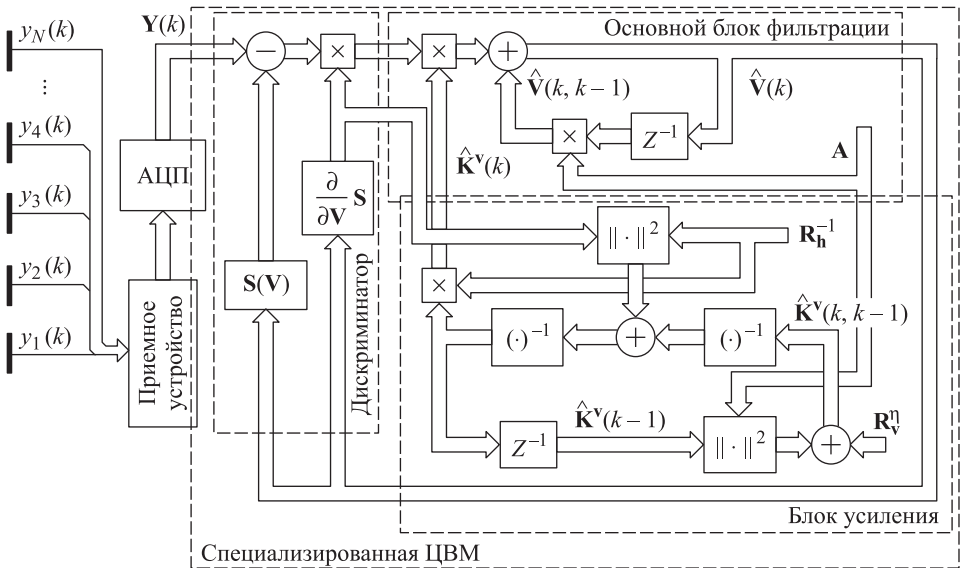 y_N(k)
Y(k)
Основной блок фильтрации
−
×
×
+
V̂(k, k − 1)
V̂(k)
...
y_4(k)
×
Z^{−1}
A
АЦП
K̂^v(k)
∂/∂V S
y_3(k)
‖ · ‖^2
R_h^{−1}
y_2(k)
S(V)
×
K̂^v(k, k − 1)
y_1(k)
Приемное устройство
Дискриминатор
(·)^{−1}
+
(·)^{−1}
K̂^v(k − 1)
R_v^η
Z^{−1}
‖ · ‖^2
+
Блок усиления
Специализированная ЦВМ